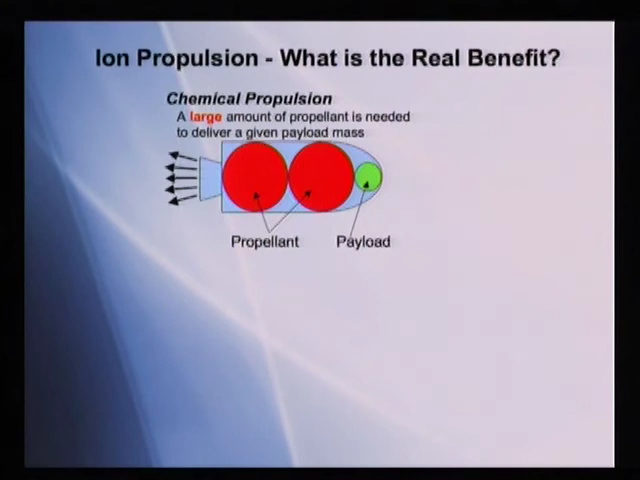 Ion Propulsion - What is the Real Benefit?
Chemical Propulsion
A large amount of propellant is needed
to deliver a given payload mass
Propellant
Payload